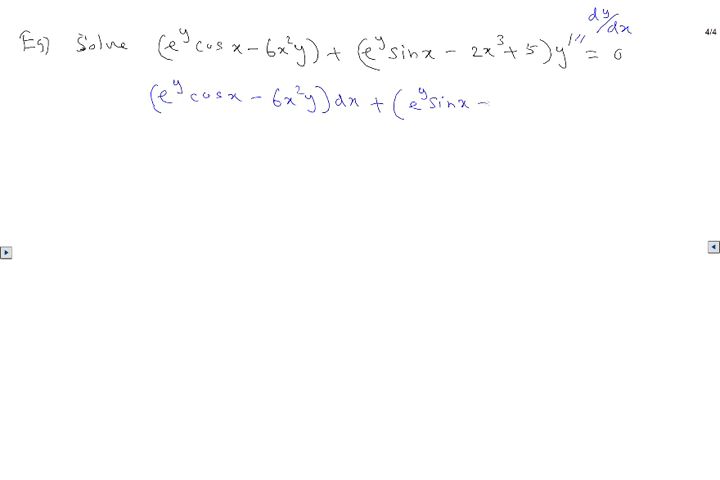 dy/dx
Eg) Solve (e^y cos x − 6x²y) + (e^y sin x − 2x³ + 5) y' '' = 0
4/4
(e^y cos x − 6x²y) dx + (e^y sin x −